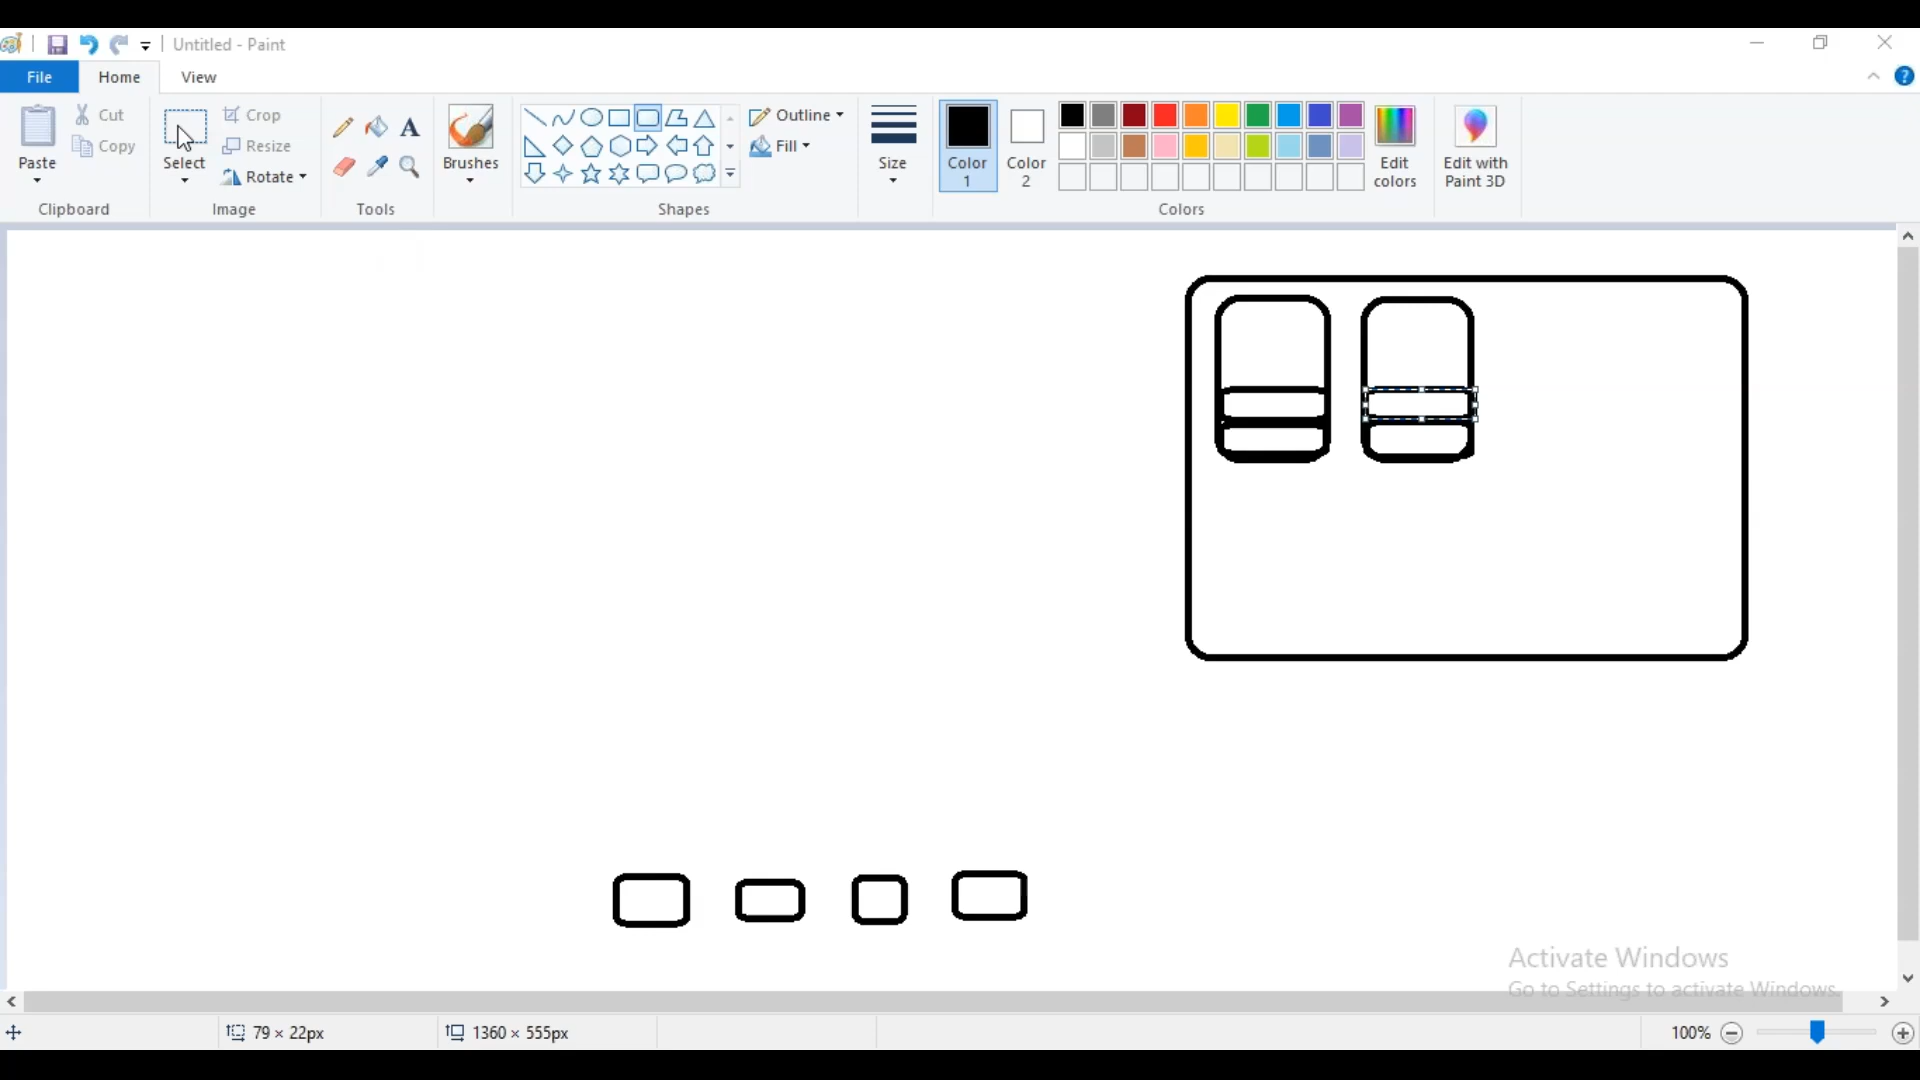 Untitled - Paint
File Home View
Paste
Cut
Copy
Clipboard
Select
Crop
Resize
Rotate
Image
Tools
Brushes
Outline
Fill
Shapes
Size
Color
1
Color
2
Edit
colors
Colors
Edit with
Paint 3D
Activate Windows
Go to Settings to activate Windows.
79 × 22px
1360 × 555px
100%